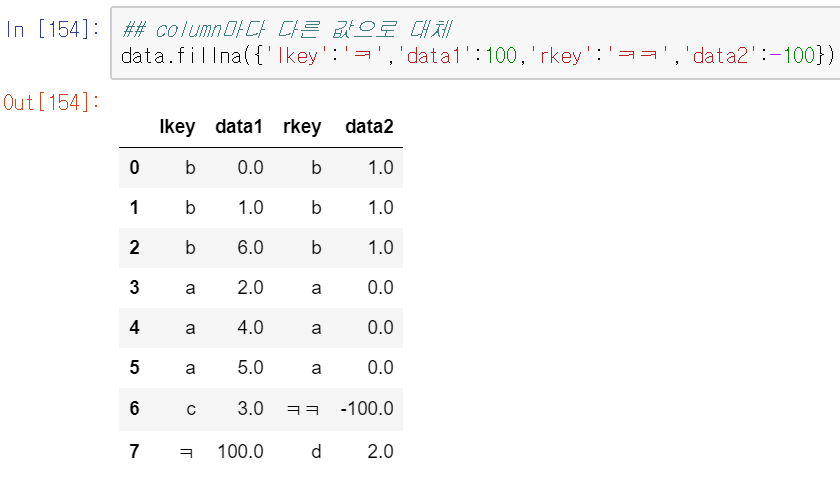 In [154]: ## column마다 다른 값으로 대체
data.fillna({'lkey':'ㅋ','data1':100,'rkey':'ㅋㅋ','data2':-100})
Out[154]:
lkey data1 rkey data2
0 b 0.0 b 1.0
1 b 1.0 b 1.0
2 b 6.0 b 1.0
3 a 2.0 a 0.0
4 a 4.0 a 0.0
5 a 5.0 a 0.0
6 c 3.0 ㅋㅋ -100.0
7 ㅋ 100.0 d 2.0